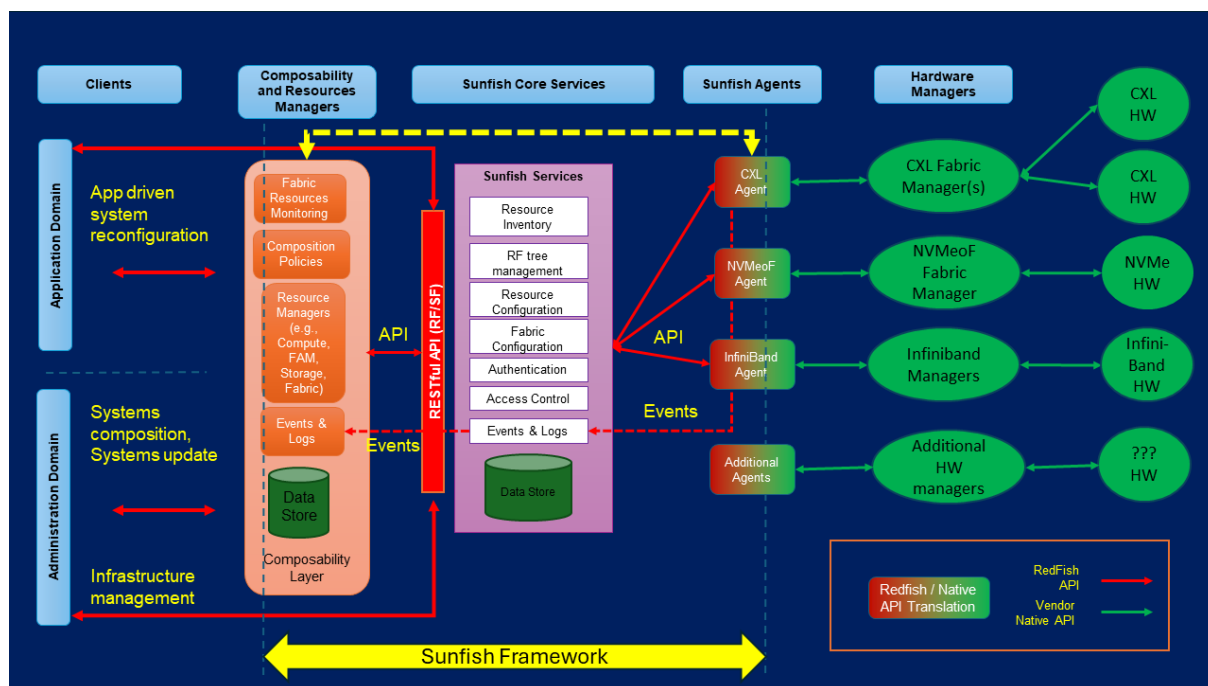 Clients
Composability
and Resources
Managers
Sunfish Core Services
Sunfish Agents
Hardware
Managers
Application Domain
App driven
system
reconfiguration
Administration Domain
Systems
composition,
Systems update
Infrastructure
management
Fabric
Resources
Monitoring
Composition
Policies
Resource
Managers
(e.g.,
Compute,
FAM,
Storage,
Fabric)
Events &
Logs
Data
Store
Composability
Layer
API
Events
RESTful API (RF/SF)
Sunfish Services
Resource
Inventory
RF tree
management
Resource
Configuration
Fabric
Configuration
Authentication
Access Control
Events & Logs
Data Store
API
Events
CXL
Agent
NVMeoF
Agent
InfiniBand
Agent
Additional
Agents
CXL Fabric
Manager(s)
NVMeoF
Fabric
Manager
Infiniband
Managers
Additional
HW
managers
CXL
HW
CXL
HW
NVMe
HW
Infini-
Band
HW
???
HW
Redfish / Native
API Translation
RedFish
API
Vendor
Native API
Sunfish Framework